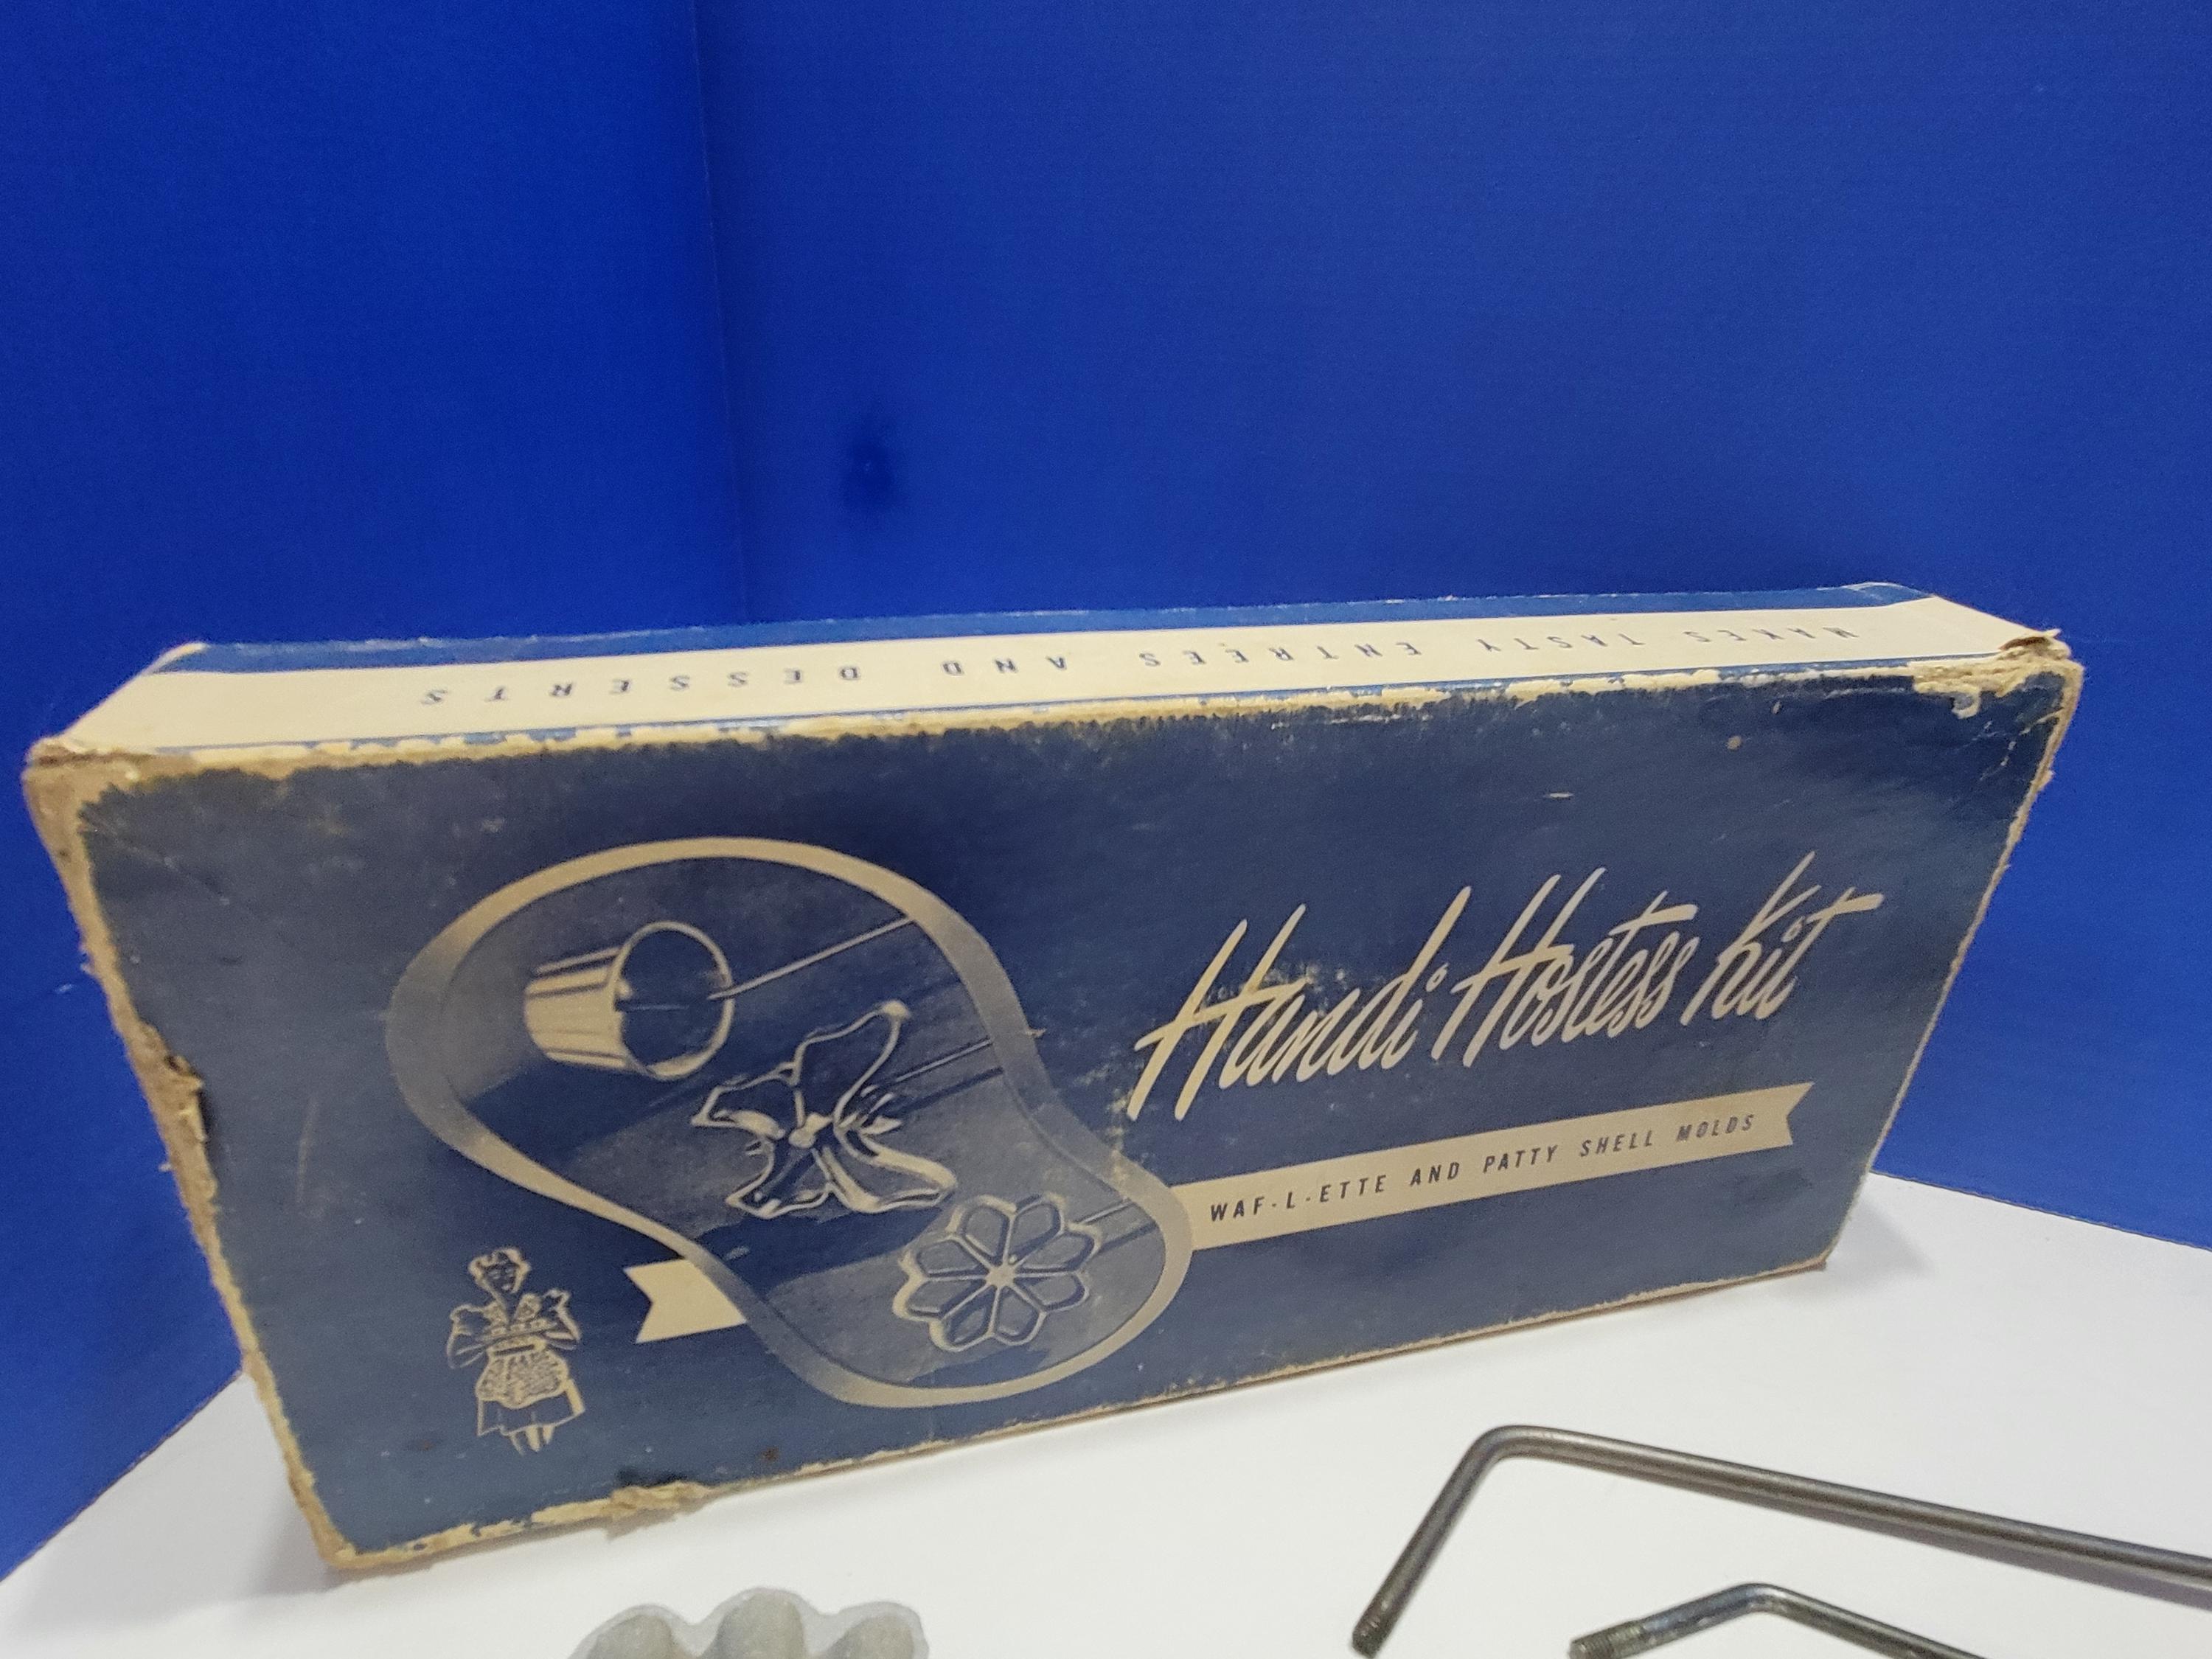 MAKES TASTY ENTREES AND DESSERTS
Handi Hostess Kit
WAF-L-ETTE AND PATTY SHELL MOLDS